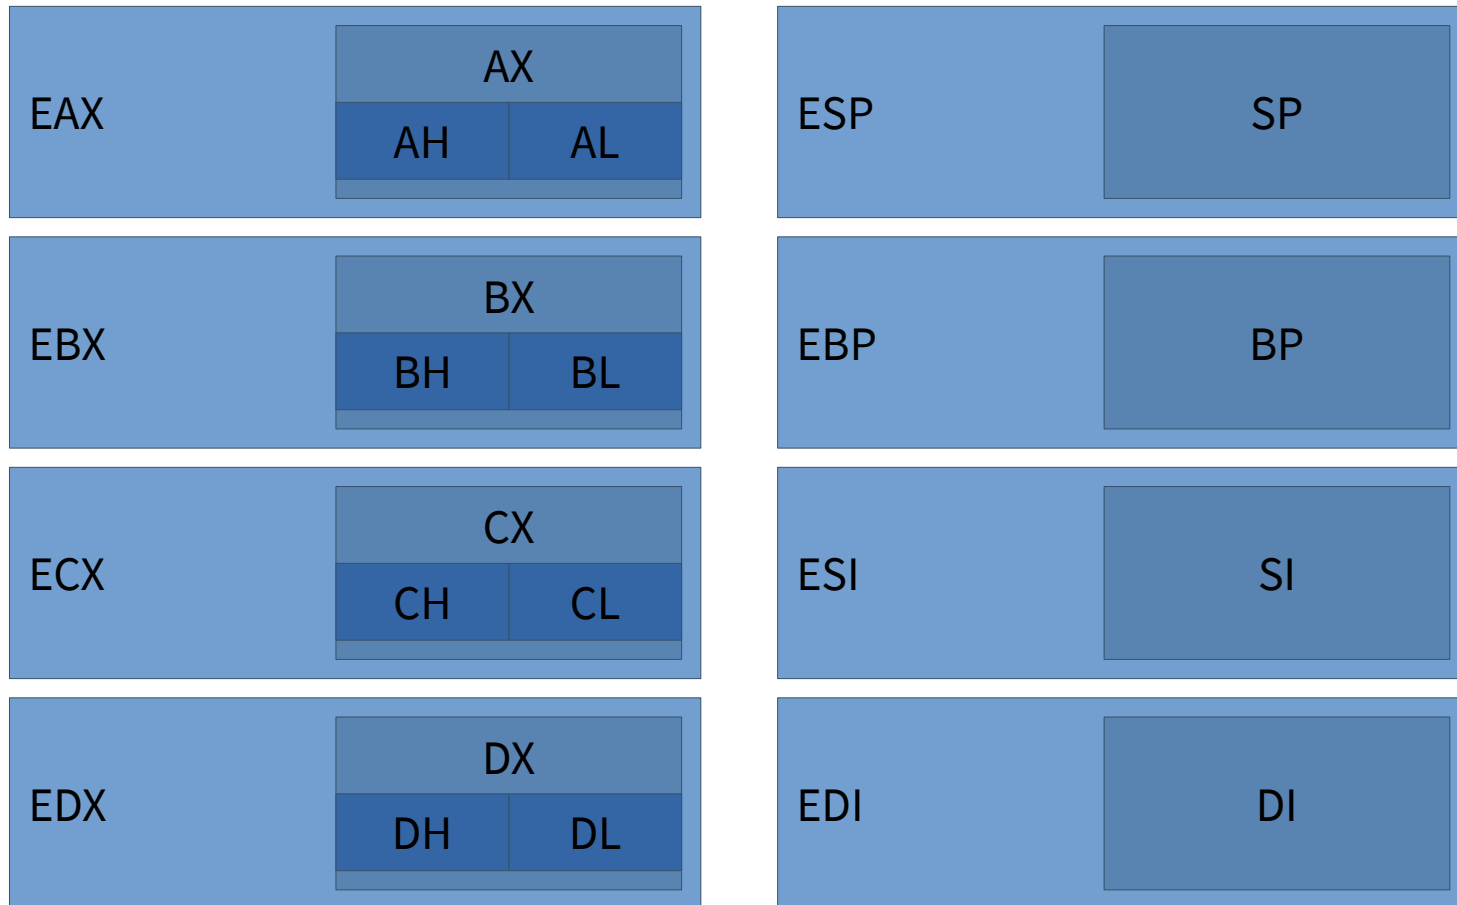 EAX
AX
AH AL
EBX
BX
BH BL
ECX
CX
CH CL
EDX
DX
DH DL
ESP
SP
EBP
BP
ESI
SI
EDI
DI